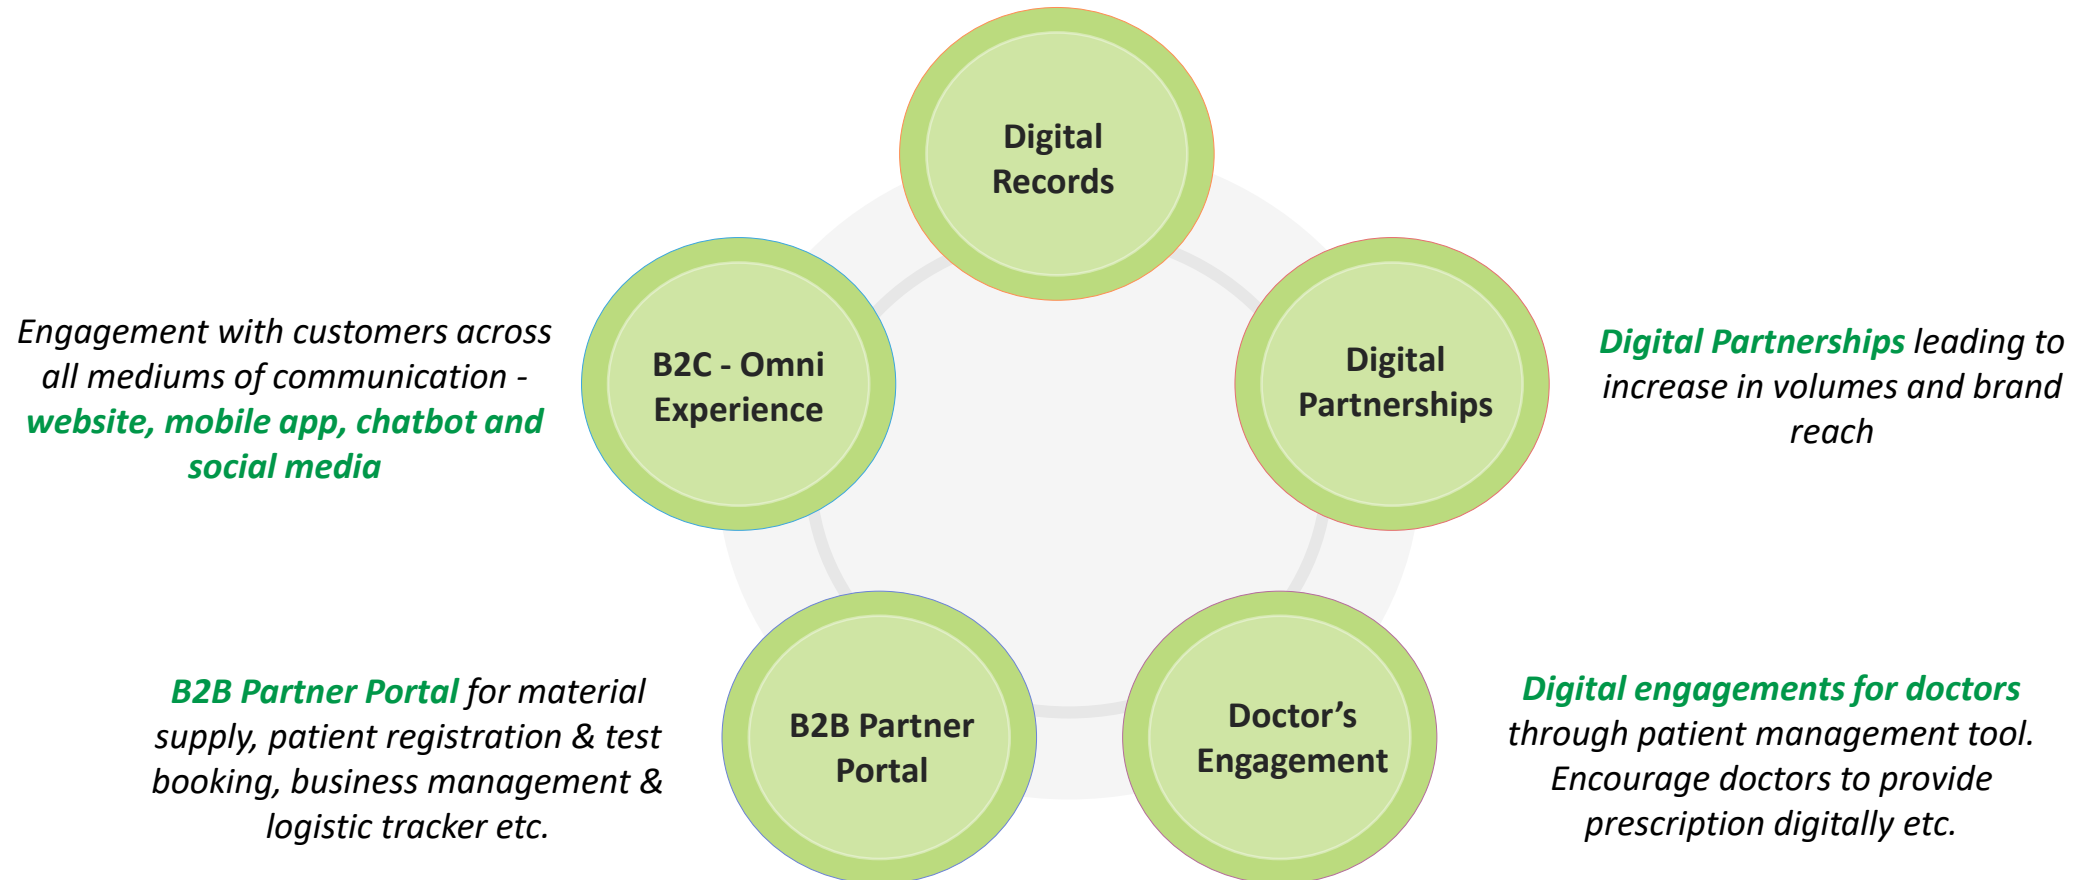 Digital
Records
Engagement with customers across
all mediums of communication -
website, mobile app, chatbot and
social media
B2C - Omni
Experience
Digital
Partnerships
Digital Partnerships leading to
increase in volumes and brand
reach
B2B Partner Portal for material
supply, patient registration & test
booking, business management &
logistic tracker etc.
B2B Partner
Portal
Doctor’s
Engagement
Digital engagements for doctors
through patient management tool.
Encourage doctors to provide
prescription digitally etc.